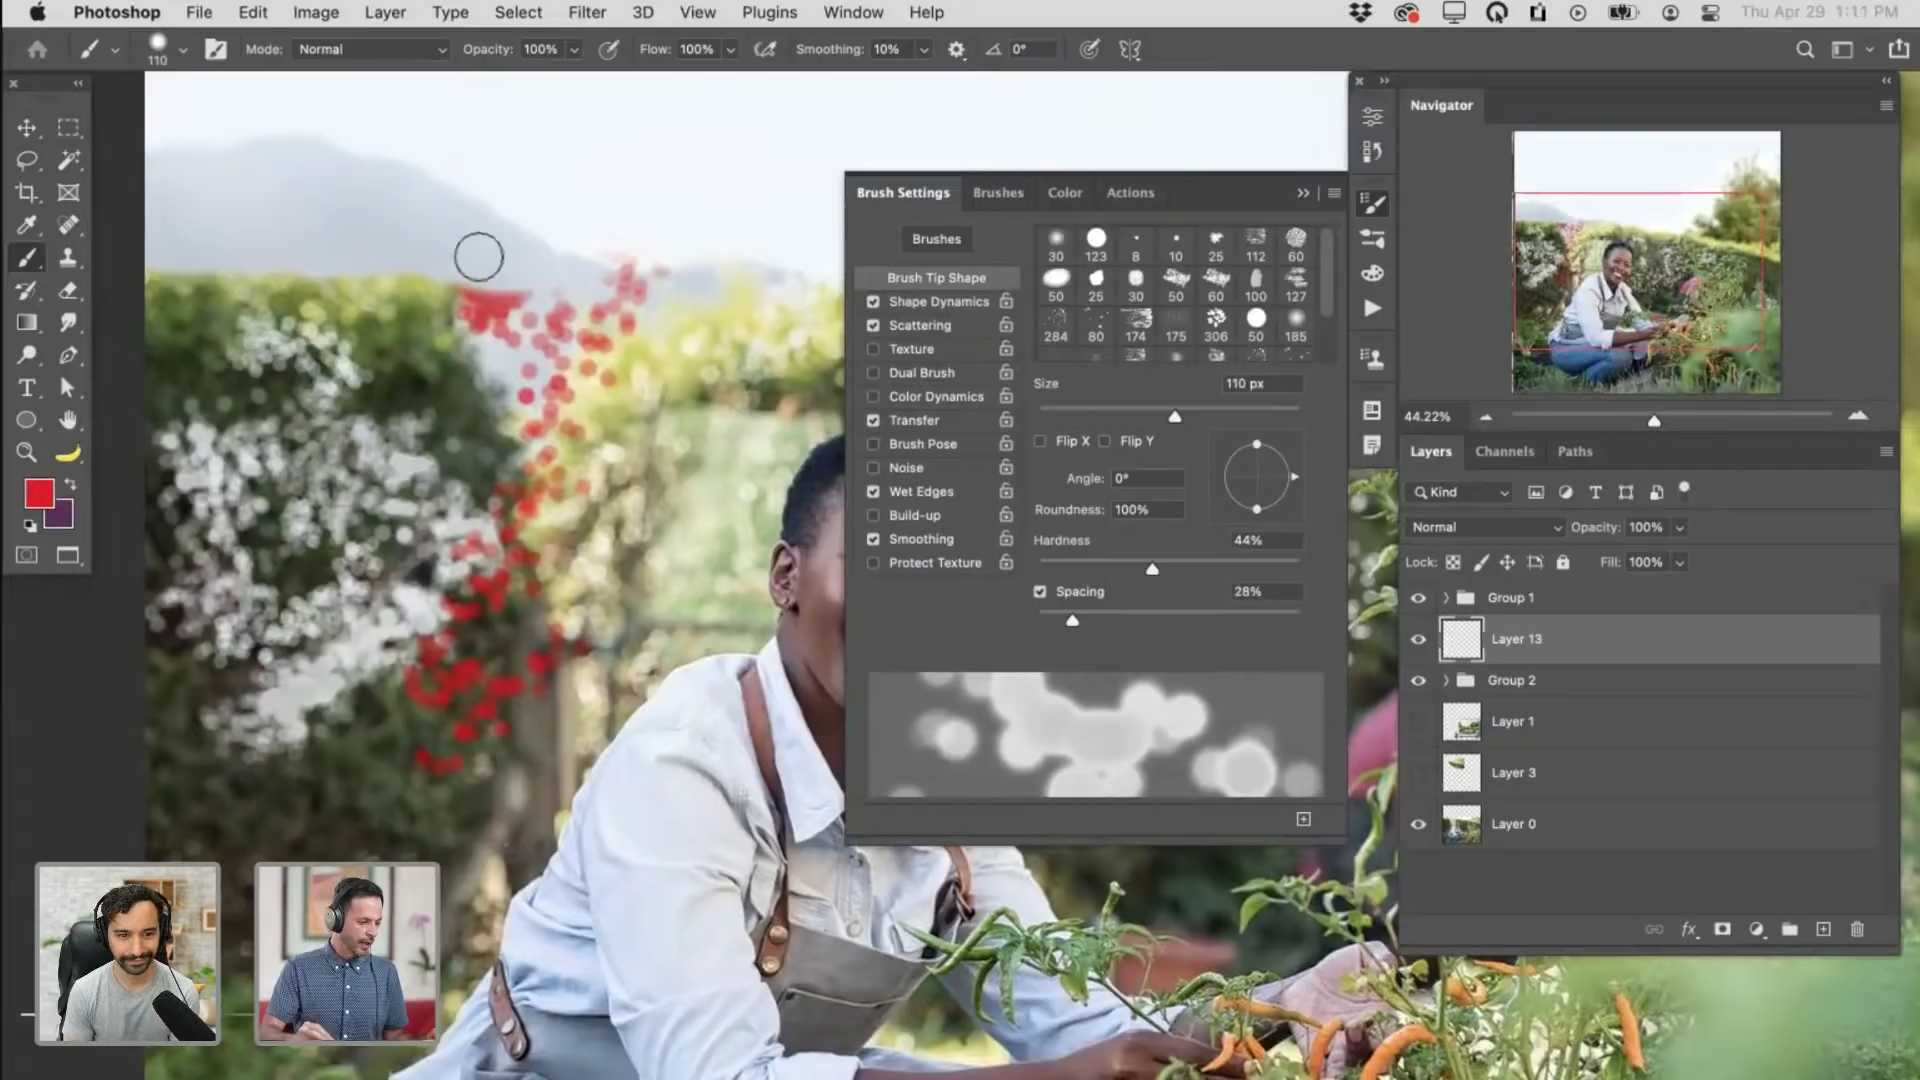 Photoshop File Edit Image Layer Type Select Filter 3D View Plugins Window Help Thu Apr 29 1:11 PM
110 Mode: Normal Opacity: 100% Flow: 100% Smoothing: 10% 0°
Navigator
44.22%
Brush Settings Brushes Color Actions
Brushes
Brush Tip Shape
Shape Dynamics
Scattering
Texture
Dual Brush
Color Dynamics
Transfer
Brush Pose
Noise
Wet Edges
Build-up
Smoothing
Protect Texture
30 123 8 10 25 112 60
50 25 30 50 60 100 127
284 80 174 175 306 50 185
Size 110 px
Flip X Flip Y
Angle: 0°
Roundness: 100%
Hardness 44%
Spacing 28%
Layers Channels Paths
Kind
Normal Opacity: 100%
Lock: Fill: 100%
Group 1
Layer 13
Group 2
Layer 1
Layer 3
Layer 0
fx